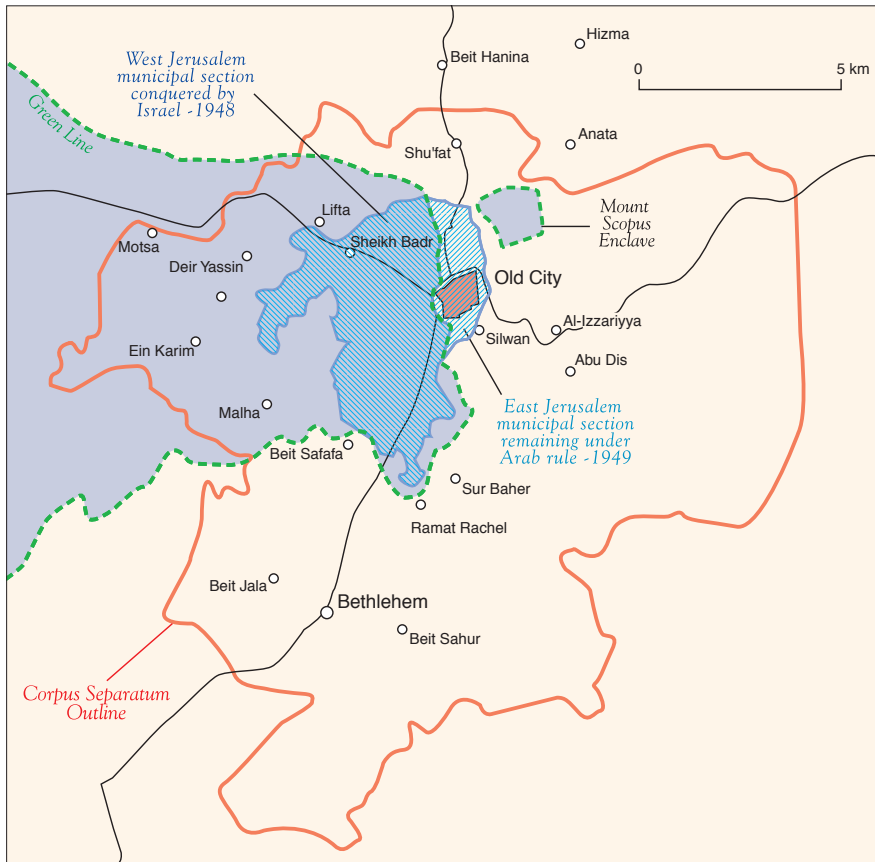 Hizma
West Jerusalem
municipal section
conquered by
Israel -1948
Beit Hanina
0
5 km
Green Line
Shu'fat
Anata
Lifta
Mount
Scopus
Enclave
Motsa
Sheikh Badr
Deir Yassin
Old City
Silwan
Al-Izzariyya
Ein Karim
Abu Dis
Malha
East Jerusalem
municipal section
remaining under
Arab rule -1949
Beit Safafa
Sur Baher
Ramat Rachel
Beit Jala
Bethlehem
Beit Sahur
Corpus Separatum
Outline